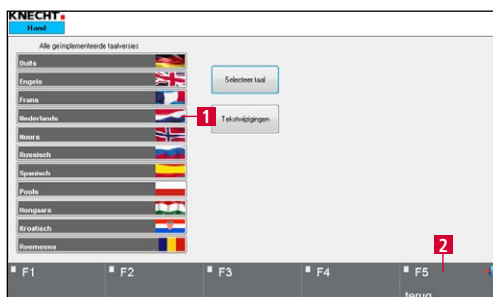 KNECHT
Hand
Alle geïmplementeerde taalversies
Duits
Engels
Frans
Nederlands
Noors
Russisch
Spanisch
Pools
Hongaars
Kroatisch
Roemeens
Selecteer taal
Tekstwijzigingen
1
2
F1
F2
F3
F4
F5
terug